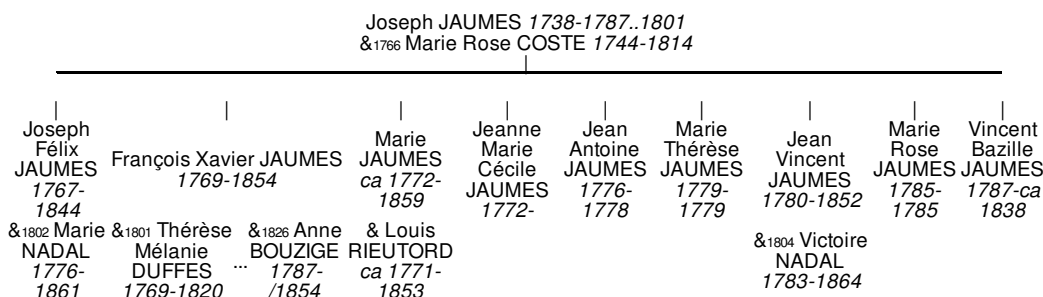 Joseph JAUMES 1738-1787..1801
&1766 Marie Rose COSTE 1744-1814
Joseph
Félix
JAUMES
1767-
1844
&1802 Marie
NADAL
1776-
1861
François Xavier JAUMES
1769-1854
&1801 Thérèse
Mélanie
DUFFES
1769-1820
...
&1826 Anne
BOUZIGE
1787-
/1854
Marie
JAUMES
ca 1772-
1859
& Louis
RIEUTORD
ca 1771-
1853
Jeanne
Marie
Cécile
JAUMES
1772-
Jean
Antoine
JAUMES
1776-
1778
Marie
Thérèse
JAUMES
1779-
1779
Jean
Vincent
JAUMES
1780-1852
&1804 Victoire
NADAL
1783-1864
Marie
Rose
JAUMES
1785-
1785
Vincent
Bazille
JAUMES
1787-ca
1838